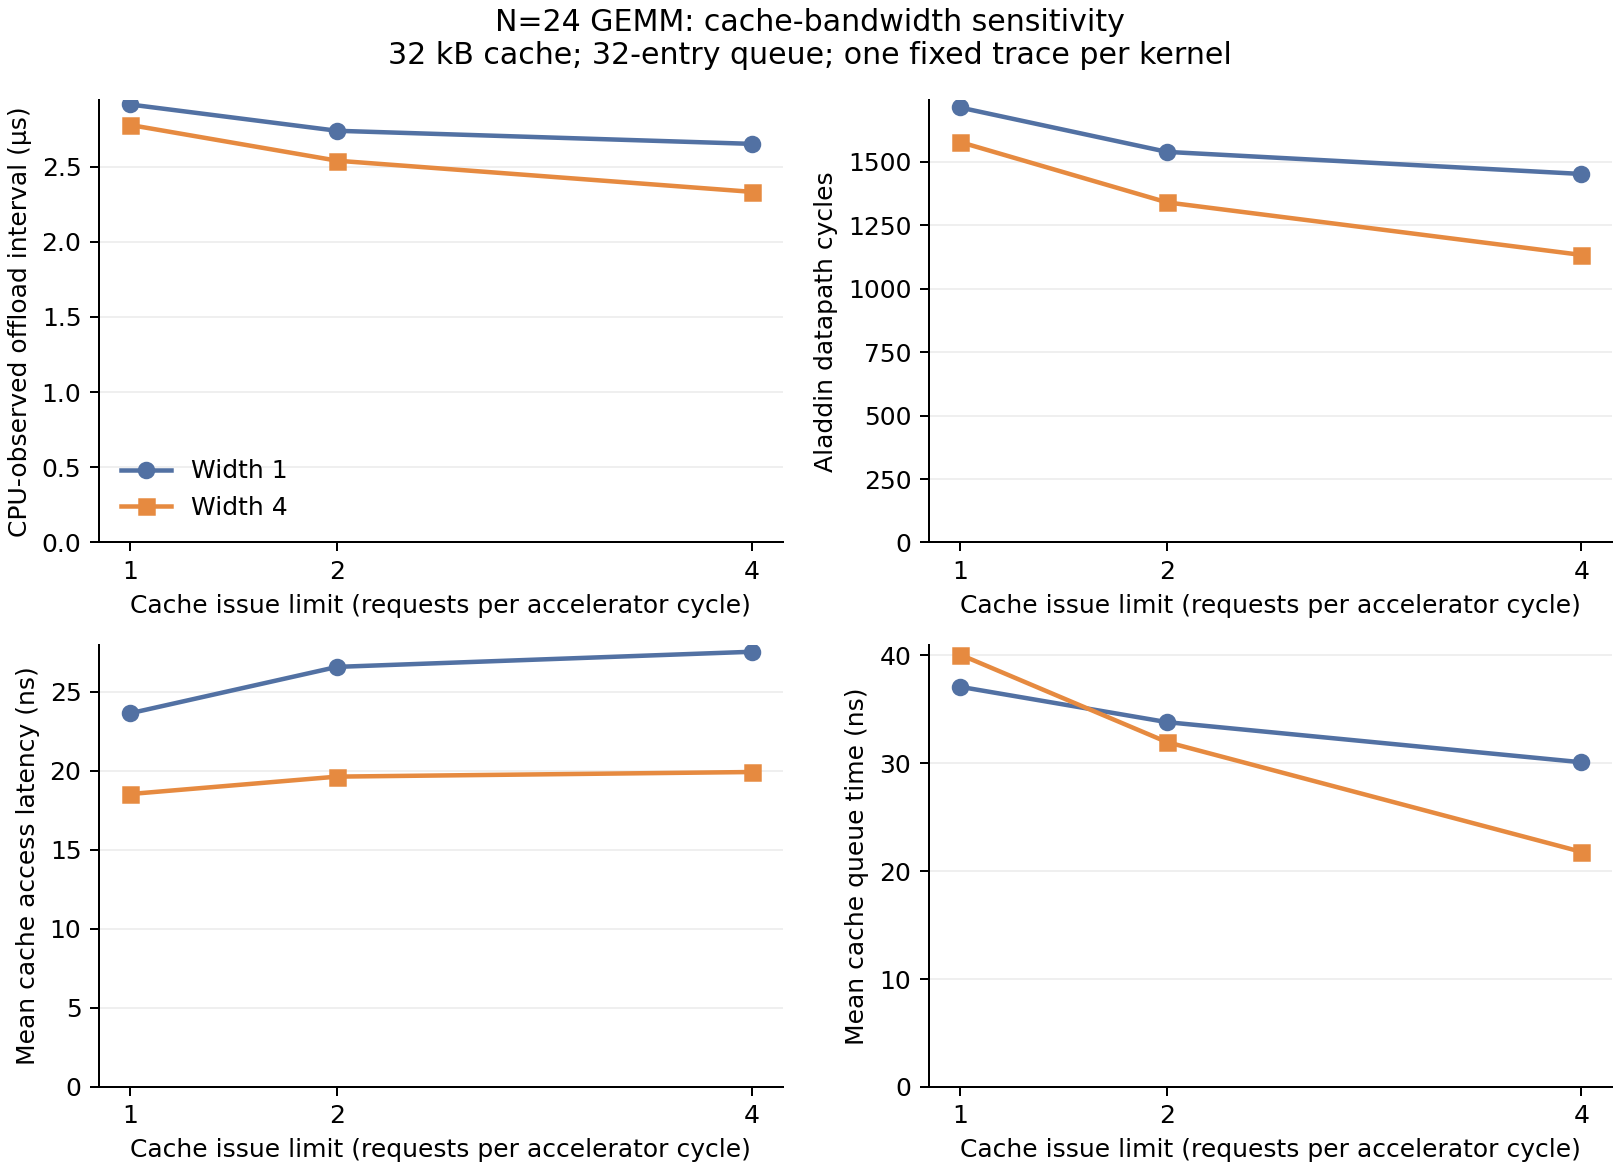 N=24 GEMM: cache-bandwidth sensitivity
32 kB cache; 32-entry queue; one fixed trace per kernel
CPU-observed offload interval (μs)
2.5
2.0
1.5
1.0
0.5
0.0
Width 1
Width 4
1 2 4
Cache issue limit (requests per accelerator cycle)
Aladdin datapath cycles
1500
1250
1000
750
500
250
0
1 2 4
Cache issue limit (requests per accelerator cycle)
Mean cache access latency (ns)
25
20
15
10
5
0
1 2 4
Cache issue limit (requests per accelerator cycle)
Mean cache queue time (ns)
40
30
20
10
0
1 2 4
Cache issue limit (requests per accelerator cycle)